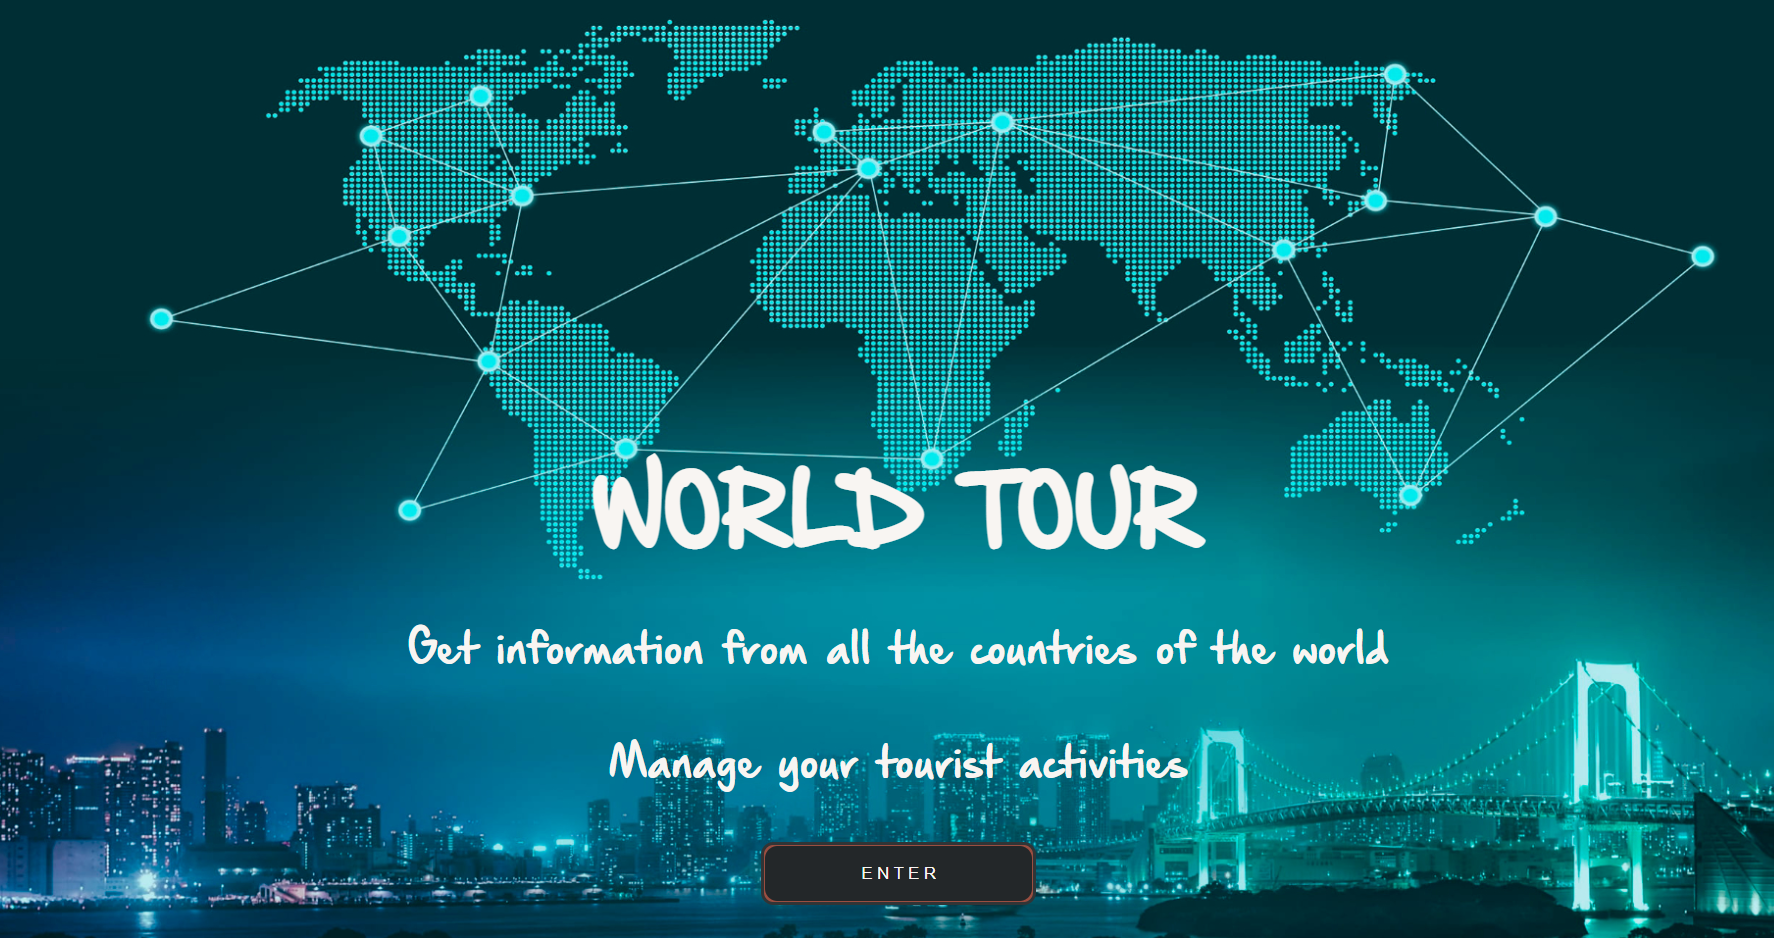 WORLD TOUR
Get information from all the countries of the world
Manage your tourist activities
ENTER